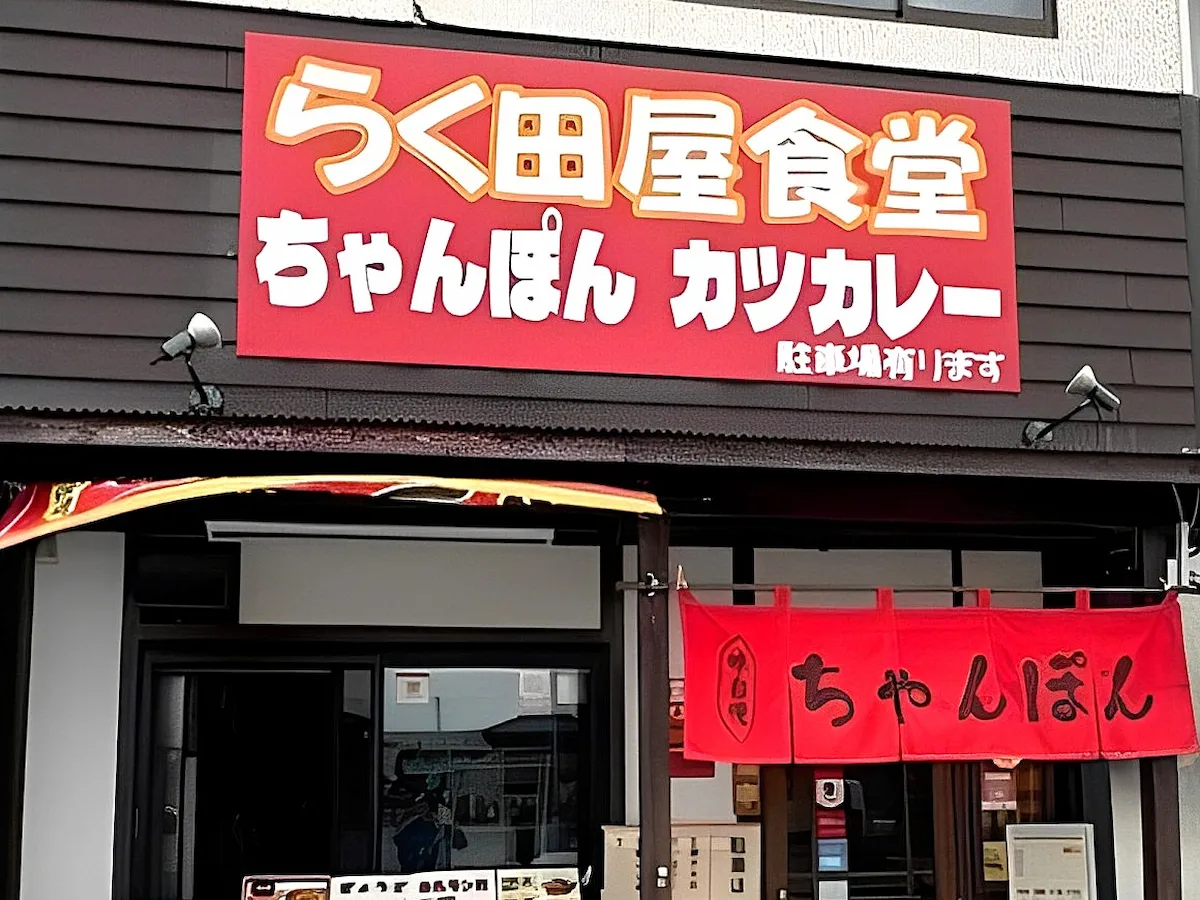 らく田屋食堂
ちゃんぽん カツカレー
駐車場有ります
ちゃんぽん